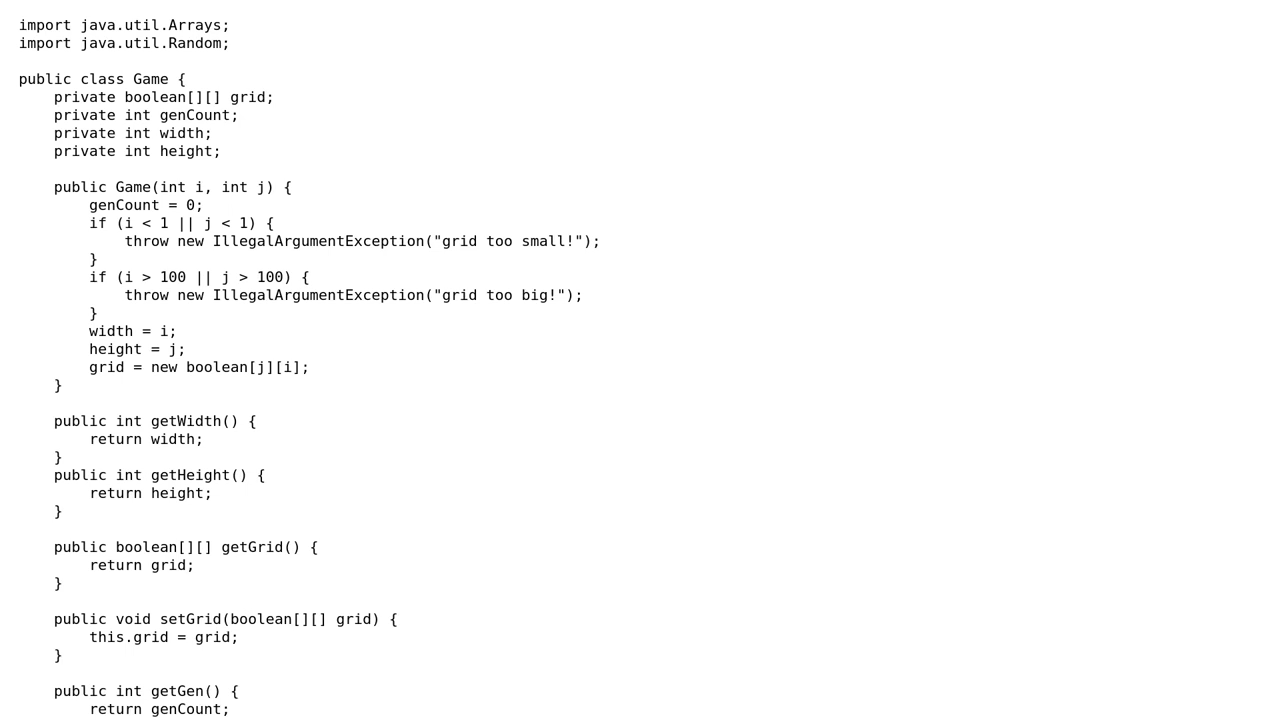 import java.util.Arrays;
import java.util.Random;

public class Game {
    private boolean[][] grid;
    private int genCount;
    private int width;
    private int height;

    public Game(int i, int j) {
        genCount = 0;
        if (i < 1 || j < 1) {
            throw new IllegalArgumentException("grid too small!");
        }
        if (i > 100 || j > 100) {
            throw new IllegalArgumentException("grid too big!");
        }
        width = i;
        height = j;
        grid = new boolean[j][i];
    }

    public int getWidth() {
        return width;
    }
    public int getHeight() {
        return height;
    }

    public boolean[][] getGrid() {
        return grid;
    }

    public void setGrid(boolean[][] grid) {
        this.grid = grid;
    }

    public int getGen() {
        return genCount;